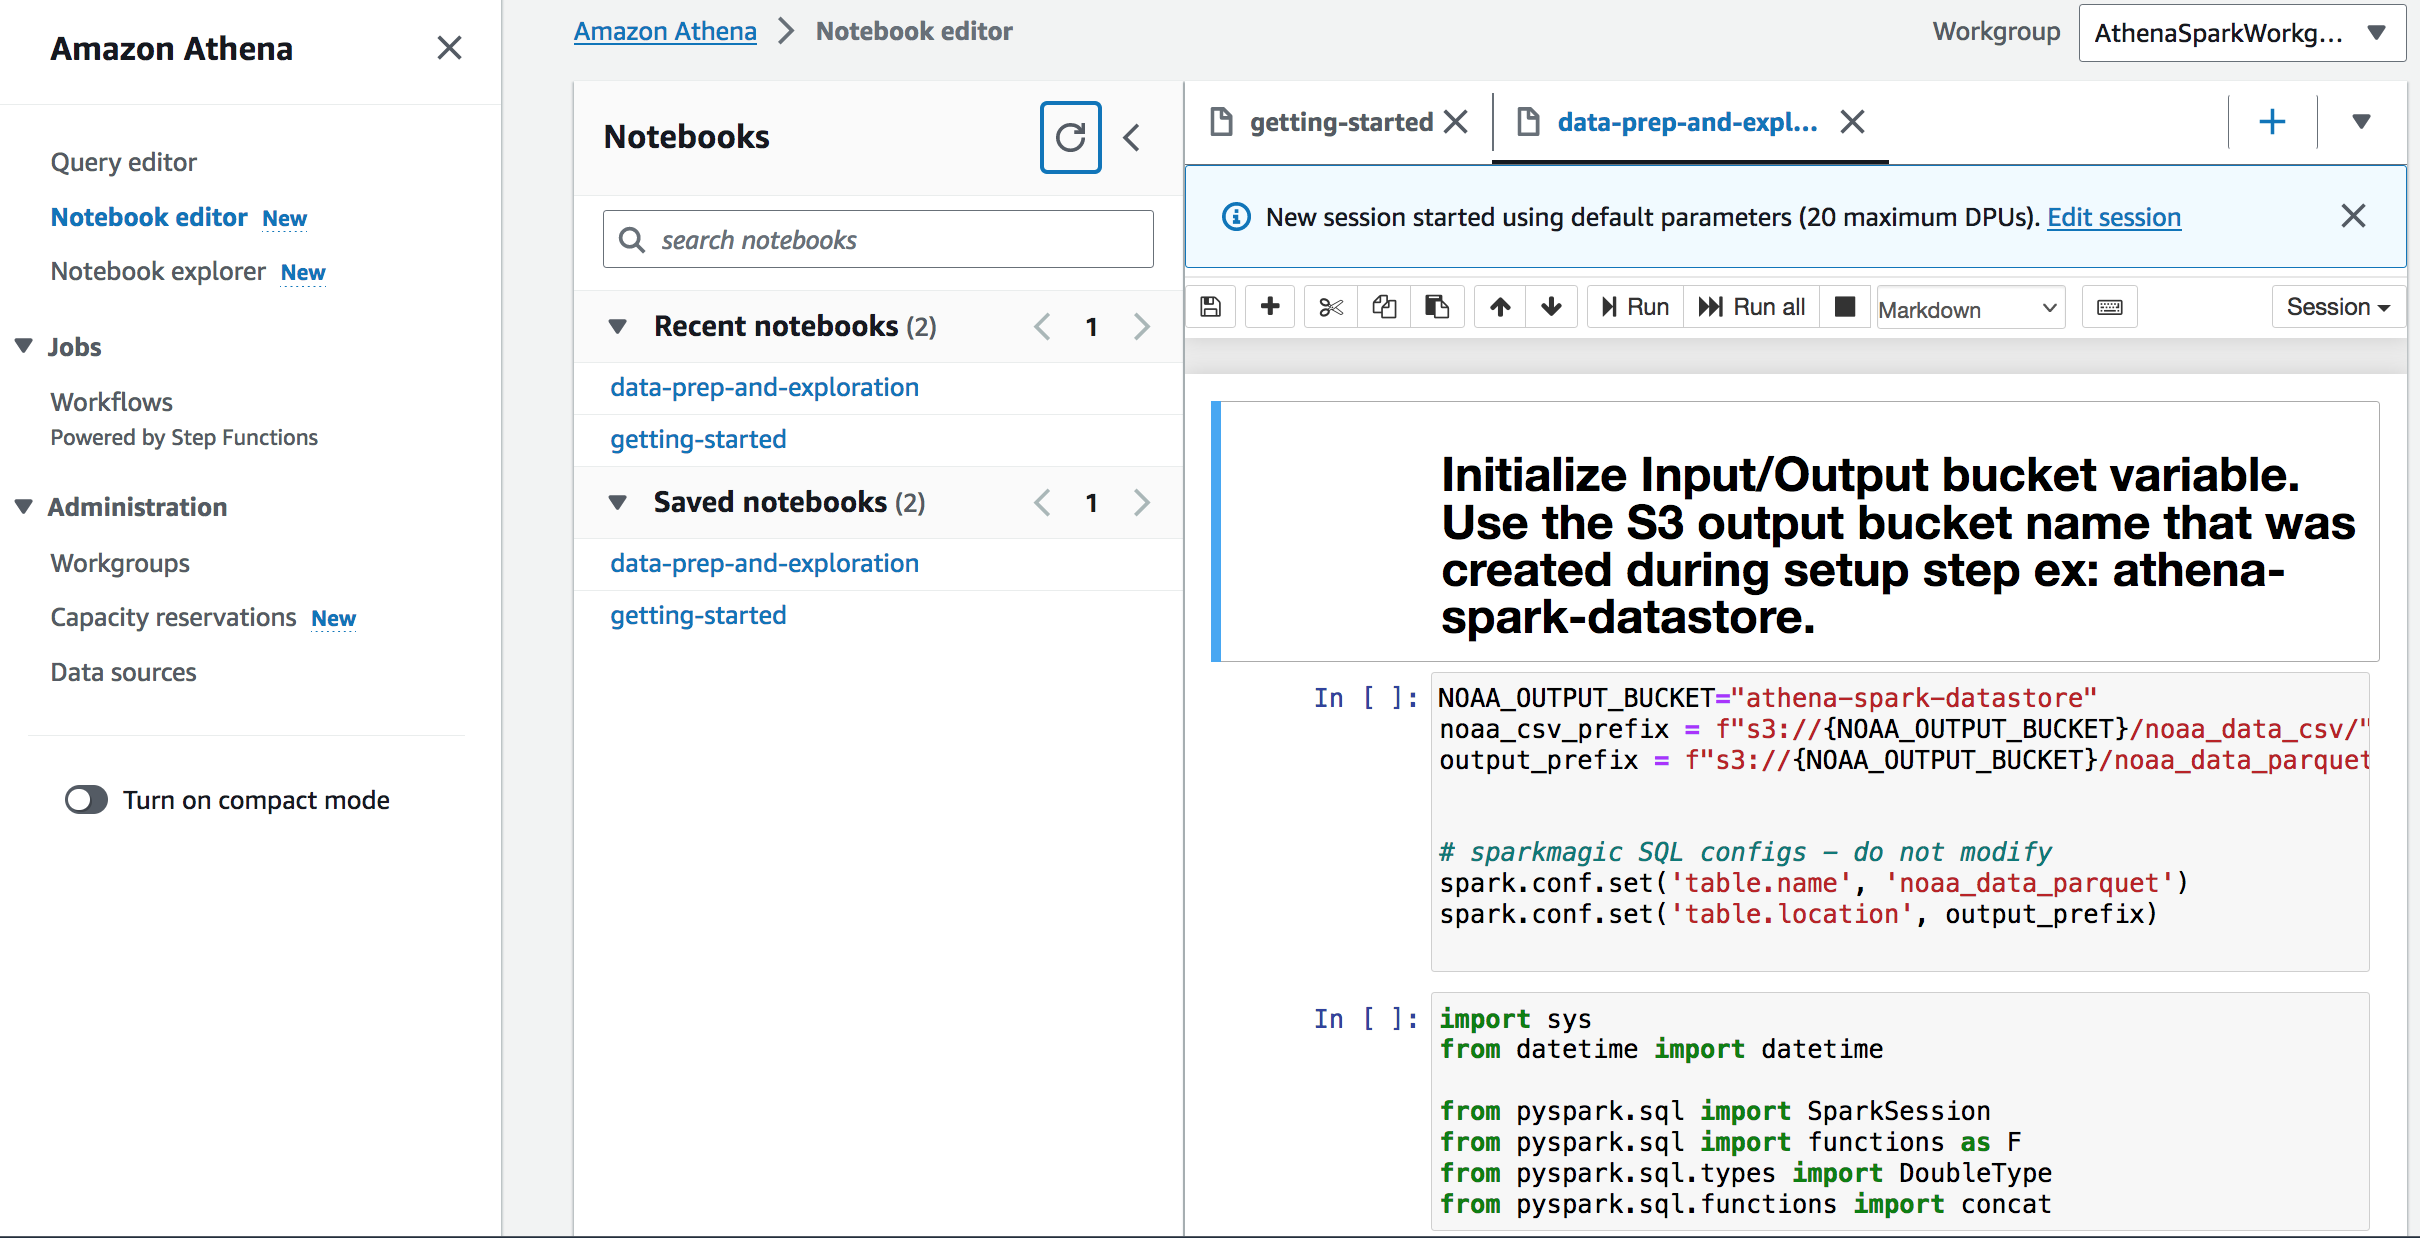 Amazon Athena
Query editor
Notebook editor New
Notebook explorer New
Jobs
Workflows
Powered by Step Functions
Administration
Workgroups
Capacity reservations New
Data sources
Turn on compact mode
Amazon Athena > Notebook editor
Workgroup AthenaSparkWorkg...
Notebooks
search notebooks
Recent notebooks (2) 1
data-prep-and-exploration
getting-started
Saved notebooks (2) 1
data-prep-and-exploration
getting-started
getting-started
data-prep-and-expl...
New session started using default parameters (20 maximum DPUs). Edit session
Run Run all Markdown Session
Initialize Input/Output bucket variable.
Use the S3 output bucket name that was
created during setup step ex: athena-
spark-datastore.
In [ ]: NOAA_OUTPUT_BUCKET="athena-spark-datastore"
noaa_csv_prefix = f"s3://{NOAA_OUTPUT_BUCKET}/noaa_data_csv/"
output_prefix = f"s3://{NOAA_OUTPUT_BUCKET}/noaa_data_parquet
# sparkmagic SQL configs - do not modify
spark.conf.set('table.name', 'noaa_data_parquet')
spark.conf.set('table.location', output_prefix)
In [ ]: import sys
from datetime import datetime
from pyspark.sql import SparkSession
from pyspark.sql import functions as F
from pyspark.sql.types import DoubleType
from pyspark.sql.functions import concat